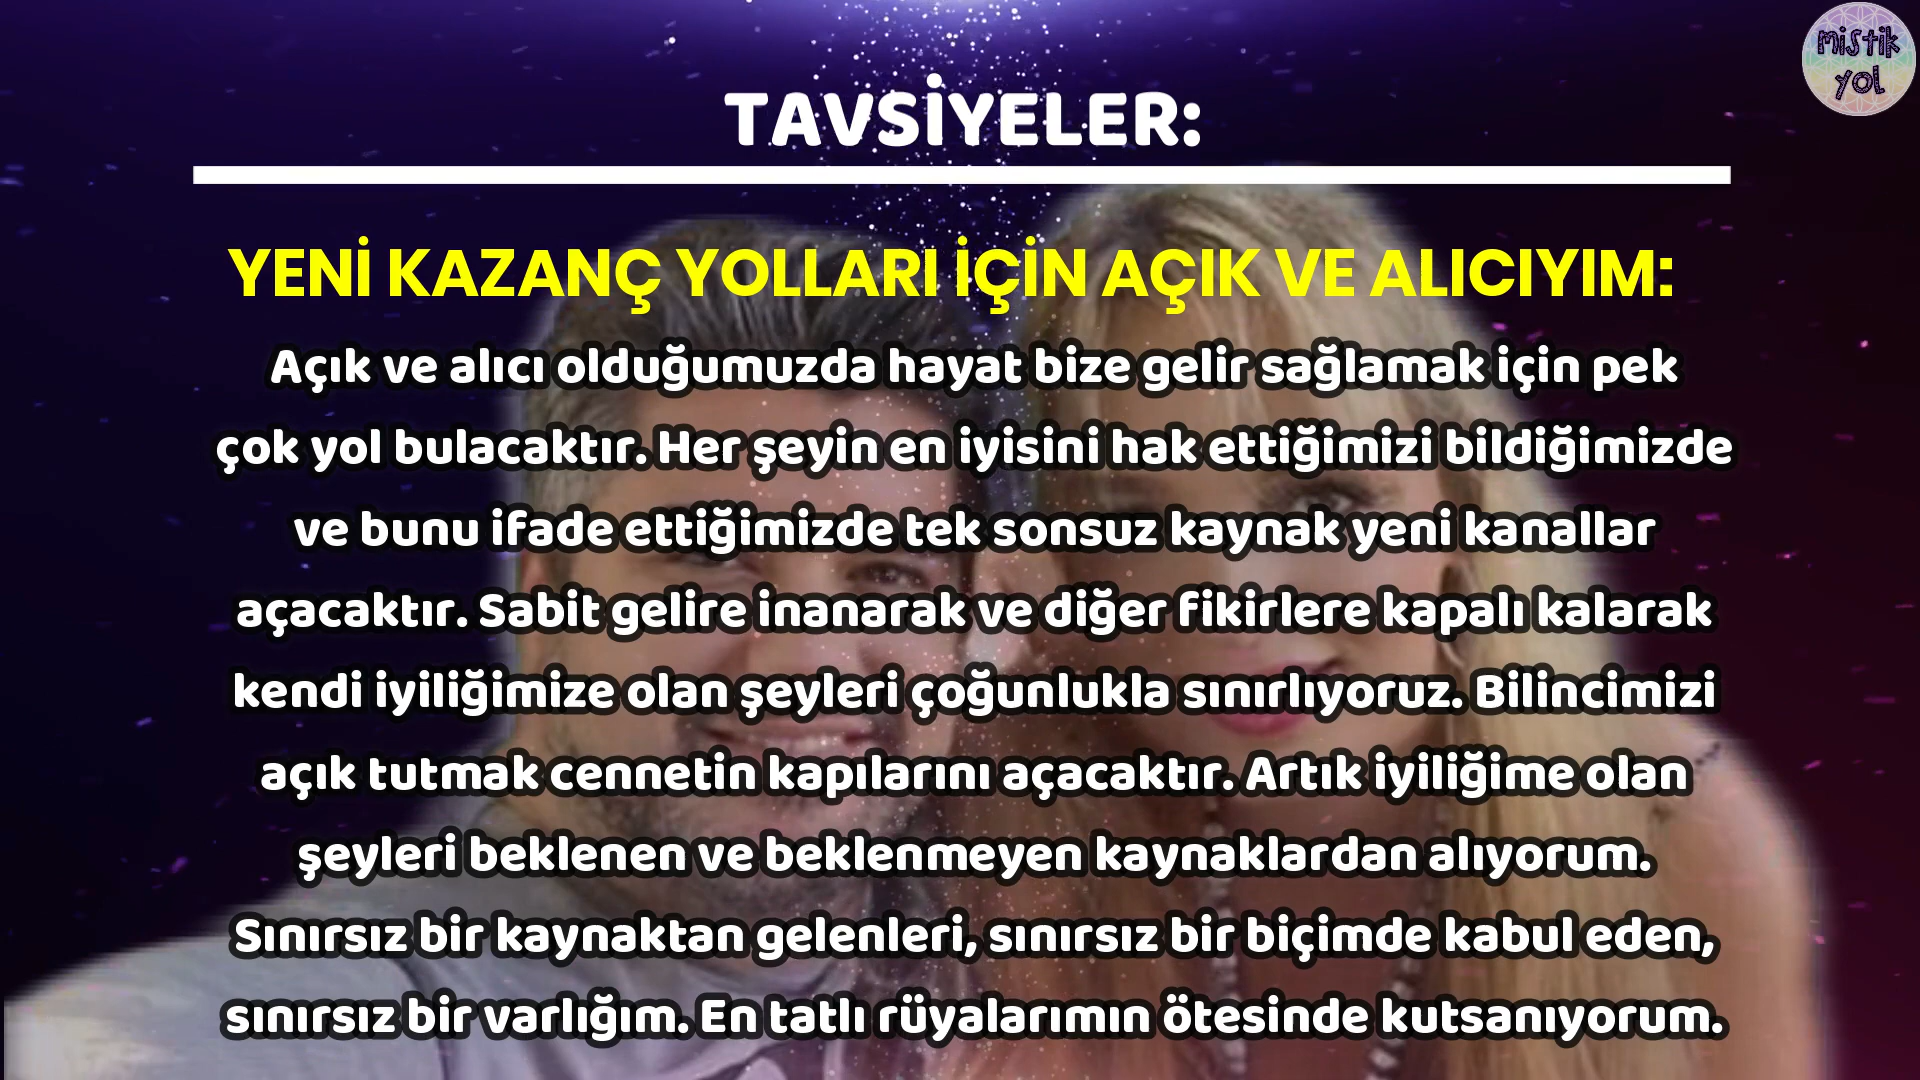 mistik
yol
TAVSİYELER:
YENİ KAZANÇ YOLLARI İÇİN AÇIK VE ALICIYIM:
Açık ve alıcı olduğumuzda hayat bize gelir sağlamak için pek
çok yol bulacaktır. Her şeyin en iyisini hak ettiğimizi bildiğimizde
ve bunu ifade ettiğimizde tek sonsuz kaynak yeni kanallar
açacaktır. Sabit gelire inanarak ve diğer fikirlere kapalı kalarak
kendi iyiliğimize olan şeyleri çoğunlukla sınırlıyoruz. Bilincimizi
açık tutmak cennetin kapılarını açacaktır. Artık iyiliğime olan
şeyleri beklenen ve beklenmeyen kaynaklardan alıyorum.
Sınırsız bir kaynaktan gelenleri, sınırsız bir biçimde kabul eden,
sınırsız bir varlığım. En tatlı rüyalarımın ötesinde kutsanıyorum.